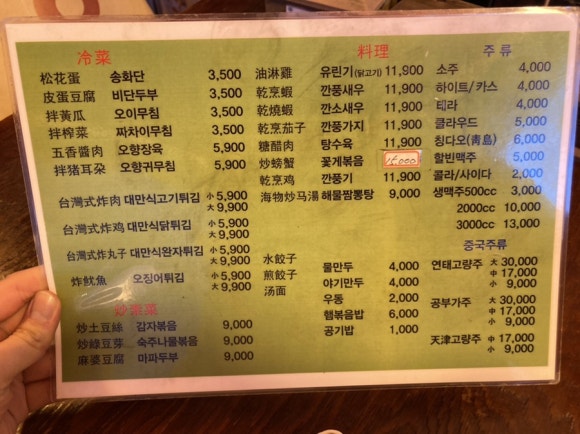 冷菜
松花蛋 송화단 3,500
皮蛋豆腐 비단두부 3,500
拌黃瓜 오이무침 3,500
拌榨菜 짜차이무침 3,500
五香醬肉 오향장육 3,500
拌猪耳朶 오향귀무침 3,500
台灣式炸肉 대만식고기튀김 小 5,900
大 9,900
台灣式炸鸡 대만식닭튀김 小 5,900
大 9,900
台灣式炸丸子 대만식완자튀김 小 5,900
大 9,900
炸魷魚 오징어튀김 小 5,900
大 9,900
炒素菜
炒土豆絲 감자볶음 9,000
炒綠豆芽 숙주나물볶음 9,000
麻婆豆腐 마파두부 9,000
料理
油淋雞 유린기(닭고기) 11,900
乾烹蝦 깐풍새우 11,900
乾燒蝦 깐소새우 11,900
乾烹茄子 깐풍가지 11,900
糖醋肉 탕수육 11,900
炒螃蟹 꽃게볶음 15,000
乾烹鸡 깐풍기 11,900
海物炒马湯 해물짬뽕탕 9,000
水餃子 물만두 4,000
煎餃子 야기만두 4,000
汤面 우동 2,000
햄볶음밥 6,000
공기밥 1,000
주류
소주 4,000
하이트/카스 4,000
테라 4,000
클라우드 5,000
칭다오(靑島) 6,000
할빈맥주 5,000
콜라/사이다 2,000
생맥주500cc 3,000
2000cc 10,000
3000cc 13,000
중국주류
연태고량주 大 30,000
中 17,000
小 9,000
공부가주 大 30,000
中 17,000
小 9,000
天津고량주 中 17,000
小 9,000